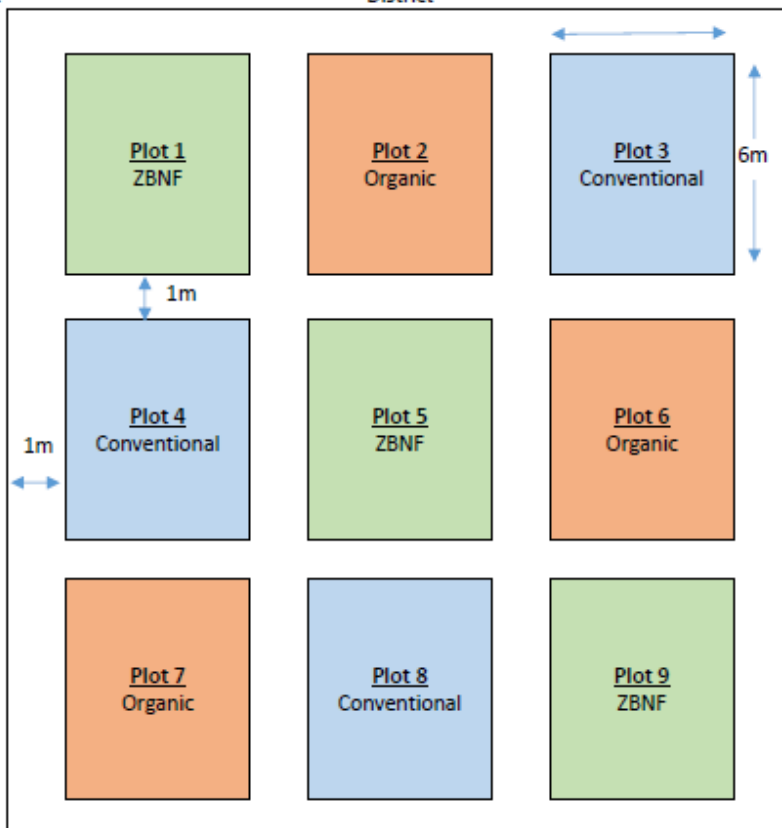 District
Plot 1
ZBNF
Plot 2
Organic
Plot 3
Conventional
6m
1m
Plot 4
Conventional
Plot 5
ZBNF
Plot 6
Organic
1m
Plot 7
Organic
Plot 8
Conventional
Plot 9
ZBNF